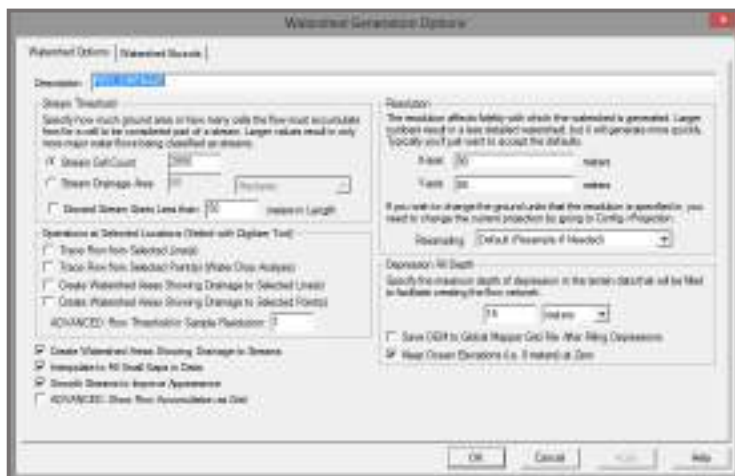 Watershed Generation Options
Watershed Options
Watershed Bounds
Description
Stream Threshold
Specify how much ground area or how many cells the flow must accumulate
from for a cell to be considered part of a stream. Larger values result in only
more major water flows being classified as streams.
Stream Cell Count
Stream Drainage Area
Discard Stream Spans Less than 50 meters in Length
Operations at Selected Locations (Select with Digitizer Tool)
Trace Flow from Selected Line(s)
Trace Flow from Selected Point(s) (Water Drop Analysis)
Create Watershed Areas Showing Drainage to Selected Line(s)
Create Watershed Areas Showing Drainage to Selected Point(s)
ADVANCED: Flow Threshold for Sample Resolution
Create Watershed Areas Showing Drainage to Streams
Interpolate to Fill Small Gaps in Data
Smooth Streams to Improve Appearance
ADVANCED: Show Flow Accumulation as Grid
Resolution
The resolution affects fidelity with which the watershed is generated. Larger
numbers result in a less detailed watershed, but it will generate more quickly.
Typically you'll just want to accept the defaults.
X-axis: meters
Y-axis: meters
If you wish to change the ground units that the resolution is specified in, you
need to change the current projection by going to Config->Projection.
Resampling: Default (Resample if Needed)
Depression Fill Depth
Specify the maximum depth of depression in the terrain data that will be filled
to facilitate creating the flow network.
meters
Save DEM to Global Mapper Grid File After Filling Depressions
Keep Ocean Elevations (i.e. 0 meters) at Zero
OK
Cancel
Apply
Help